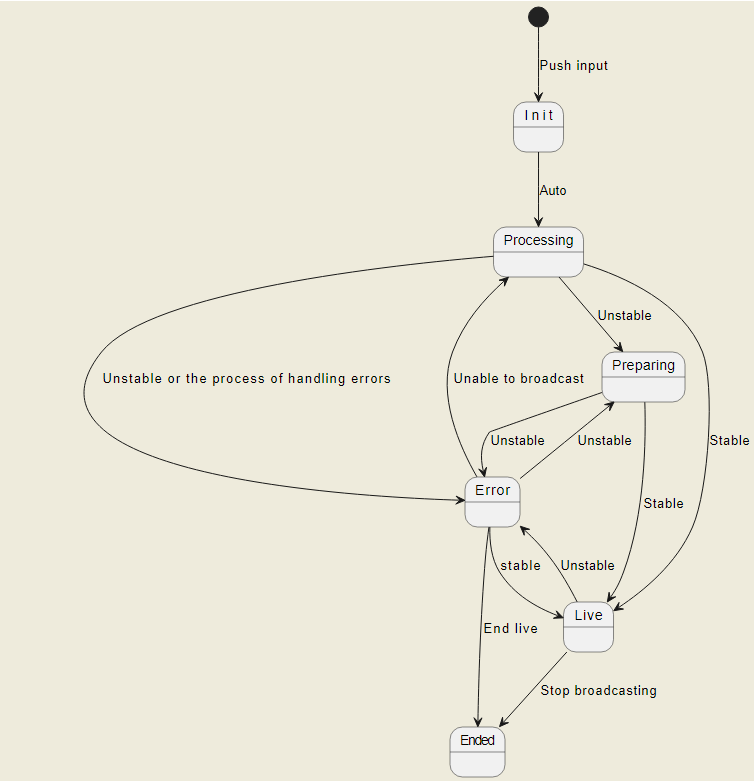 Push input
Init
Auto
Processing
Unstable
Preparing
Unstable or the process of handling errors
Unable to broadcast
Unstable
Unstable
Stable
Error
Stable
stable
Unstable
Live
End live
Stop broadcasting
Ended